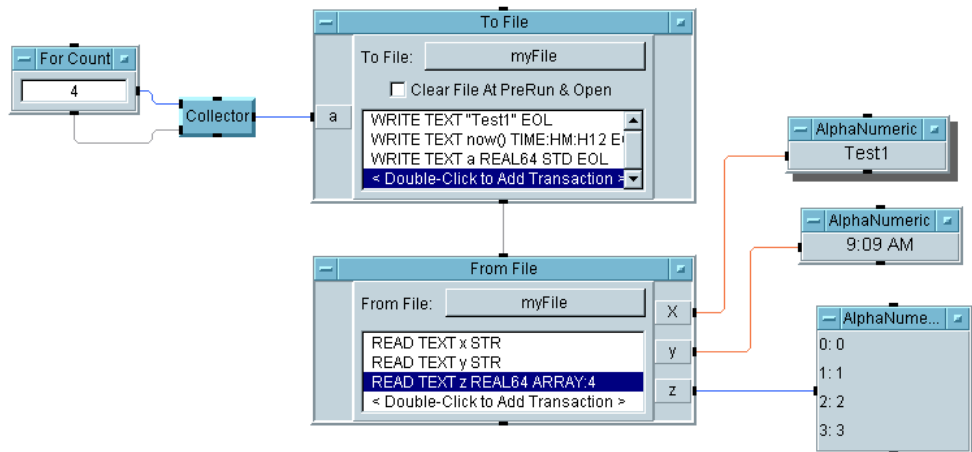 To File
To File: myFile
Clear File At PreRun & Open
a
WRITE TEXT "Test1" EOL
WRITE TEXT now() TIME:HM:H12 E
WRITE TEXT a REAL64 STD EOL
< Double-Click to Add Transaction >
For Count
4
Collector
AlphaNumeric
Test1
AlphaNumeric
9:09 AM
From File
From File: myFile
X
y
z
READ TEXT x STR
READ TEXT y STR
READ TEXT z REAL64 ARRAY:4
< Double-Click to Add Transaction >
AlphaNume...
0: 0
1: 1
2: 2
3: 3